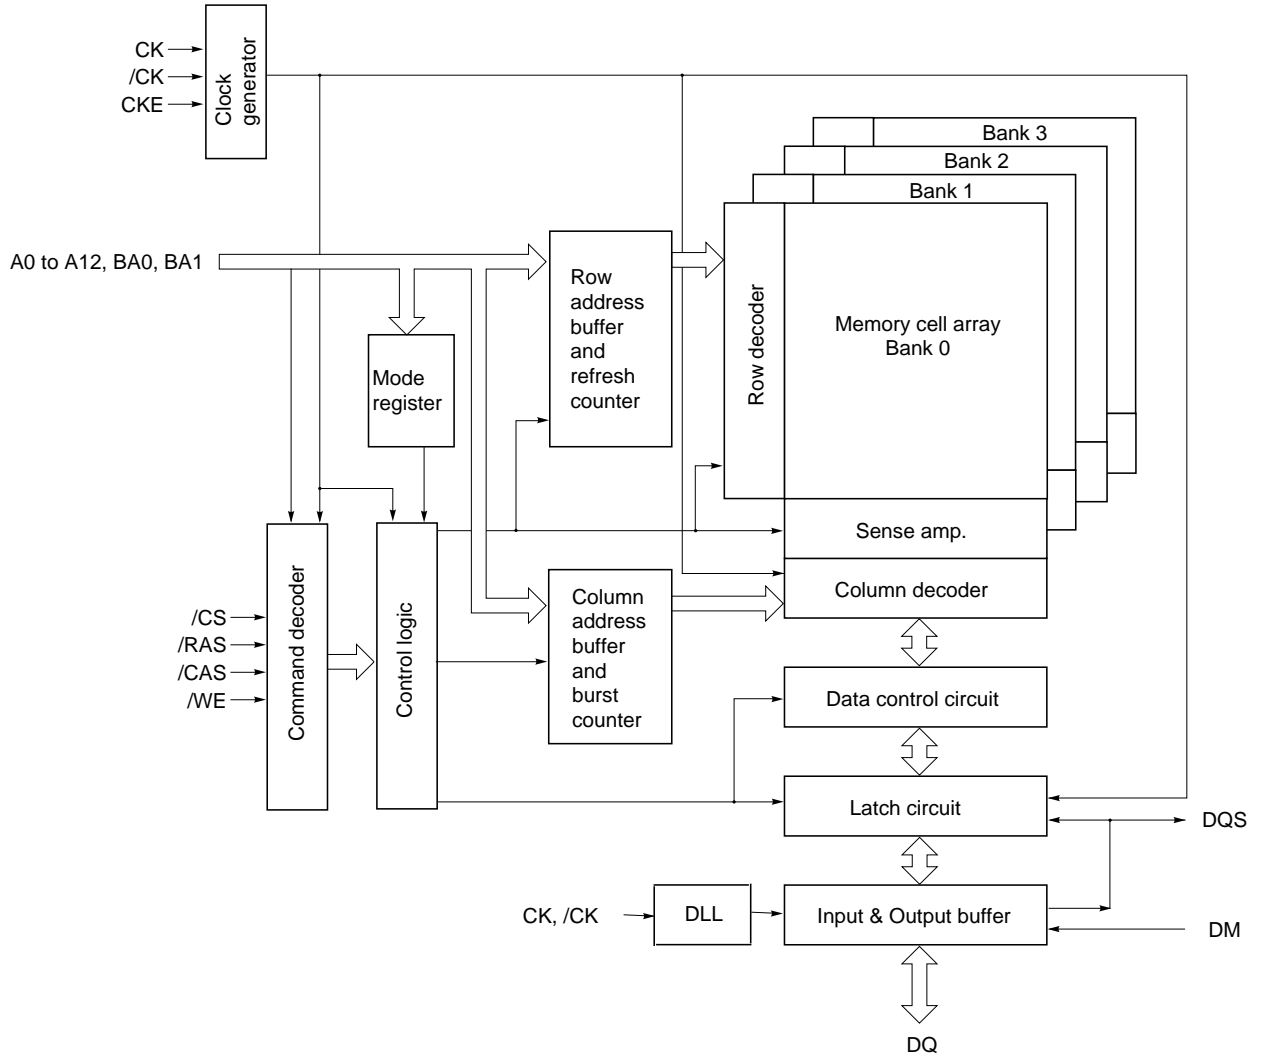 CK
/CK
CKE
Clock
generator
Bank 3
Bank 2
Bank 1
A0 to A12, BA0, BA1
Row
address
buffer
and
refresh
counter
Row decoder
Memory cell array
Bank 0
Mode
register
Sense amp.
Column decoder
/CS
/RAS
/CAS
/WE
Command decoder
Control logic
Column
address
buffer
and
burst
counter
Data control circuit
Latch circuit
DQS
CK, /CK
DLL
Input & Output buffer
DM
DQ